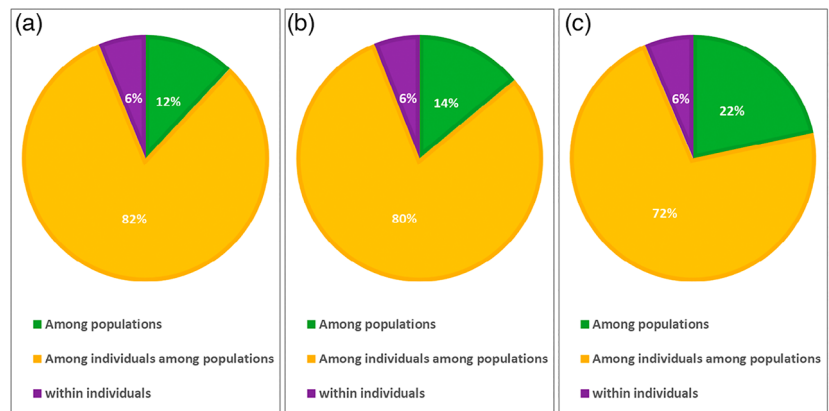 (a)
6%
12%
82%
Among populations
Among individuals among populations
within individuals
(b)
6%
14%
80%
Among populations
Among individuals among populations
within individuals
(c)
6%
22%
72%
Among populations
Among individuals among populations
within individuals